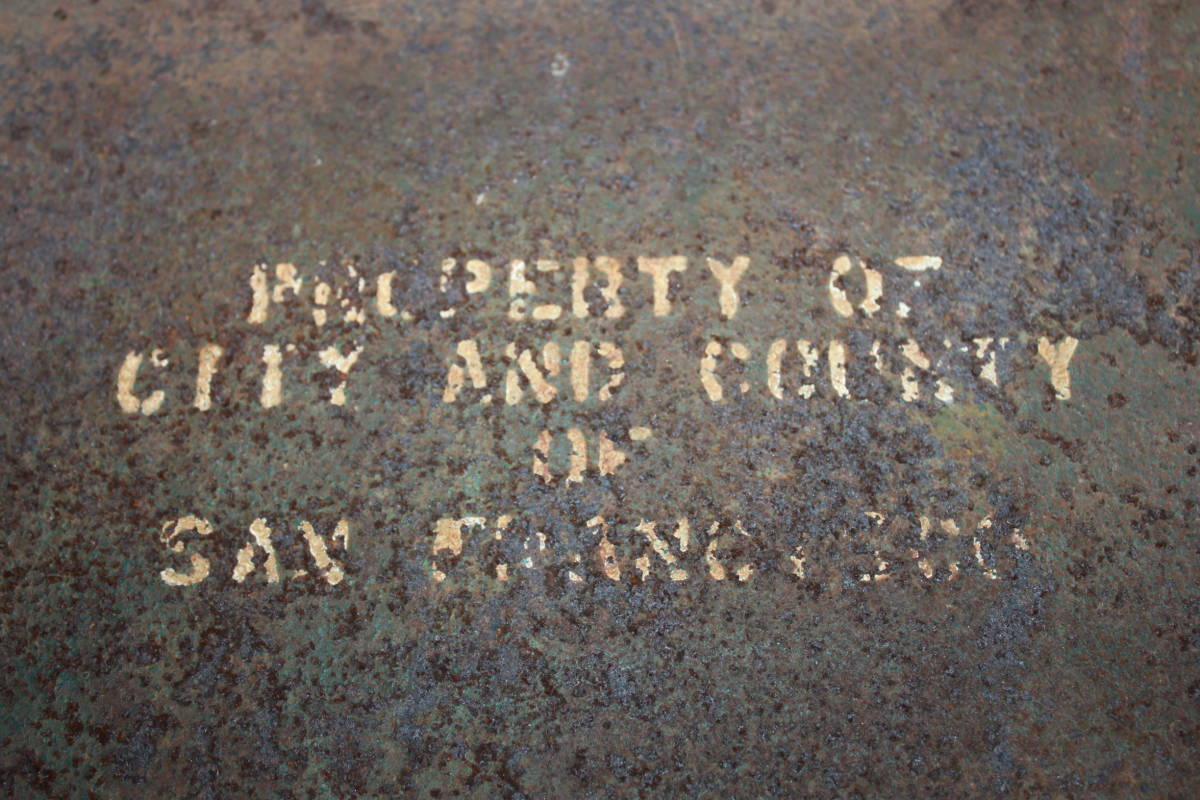 PROPERTY OF
CITY AND COUNTY
OF
SAN FRANCISCO